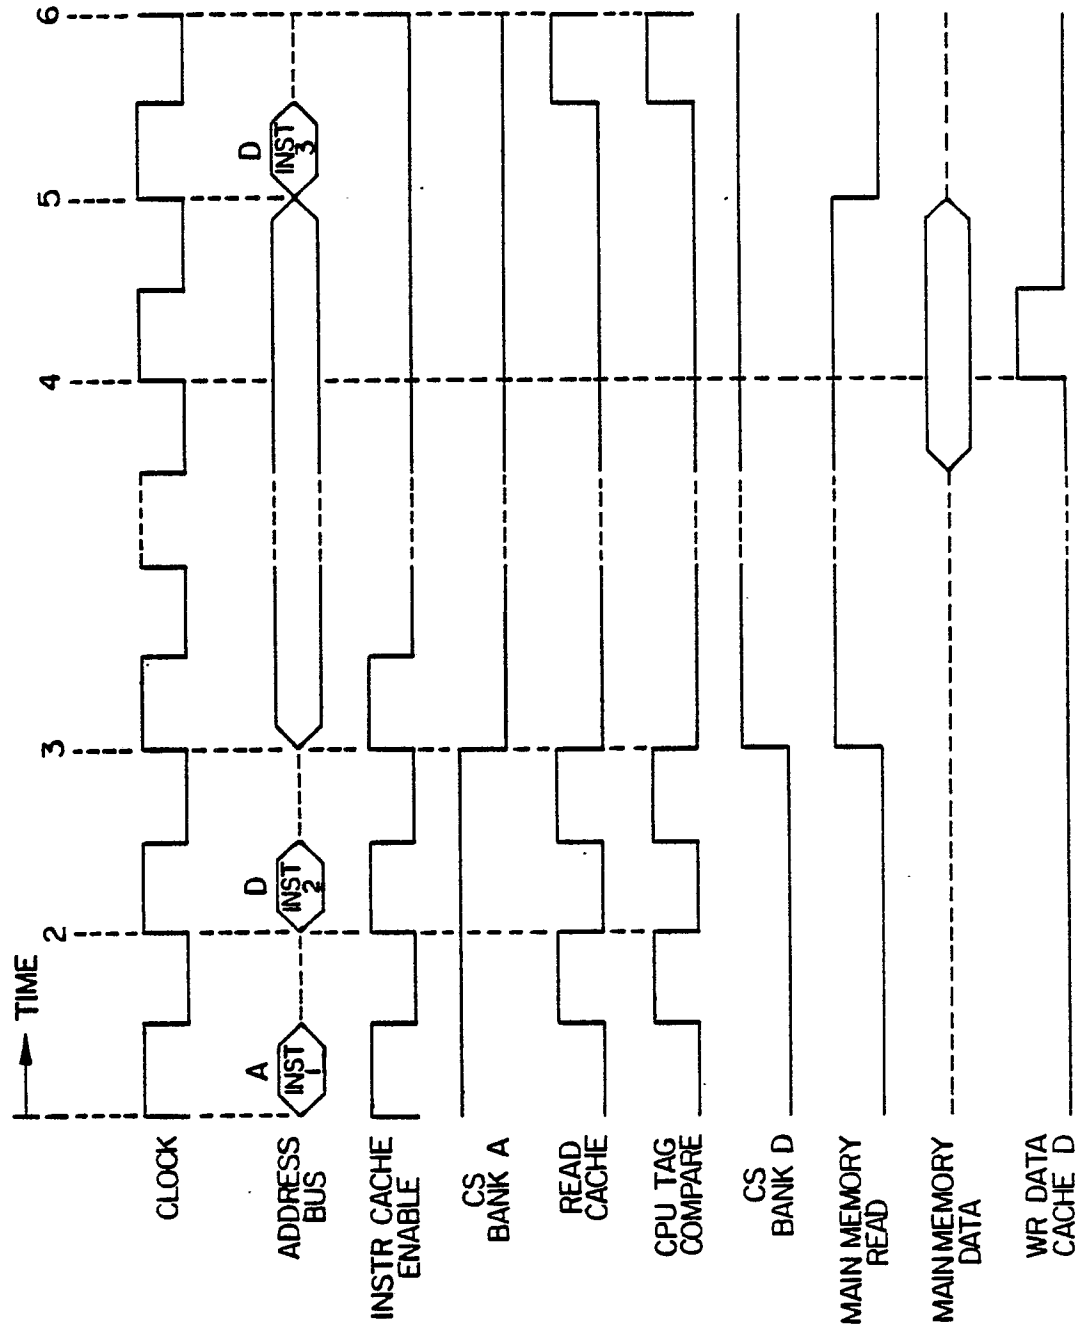 TIME
2
3
4
5
6
CLOCK
ADDRESS
BUS
A
INST
1
D
INST
2
D
INST
3
INSTR CACHE
ENABLE
CS
BANK A
READ
CACHE
CPU TAG
COMPARE
CS
BANK D
MAIN MEMORY
READ
MAIN MEMORY
DATA
WR DATA
CACHE D